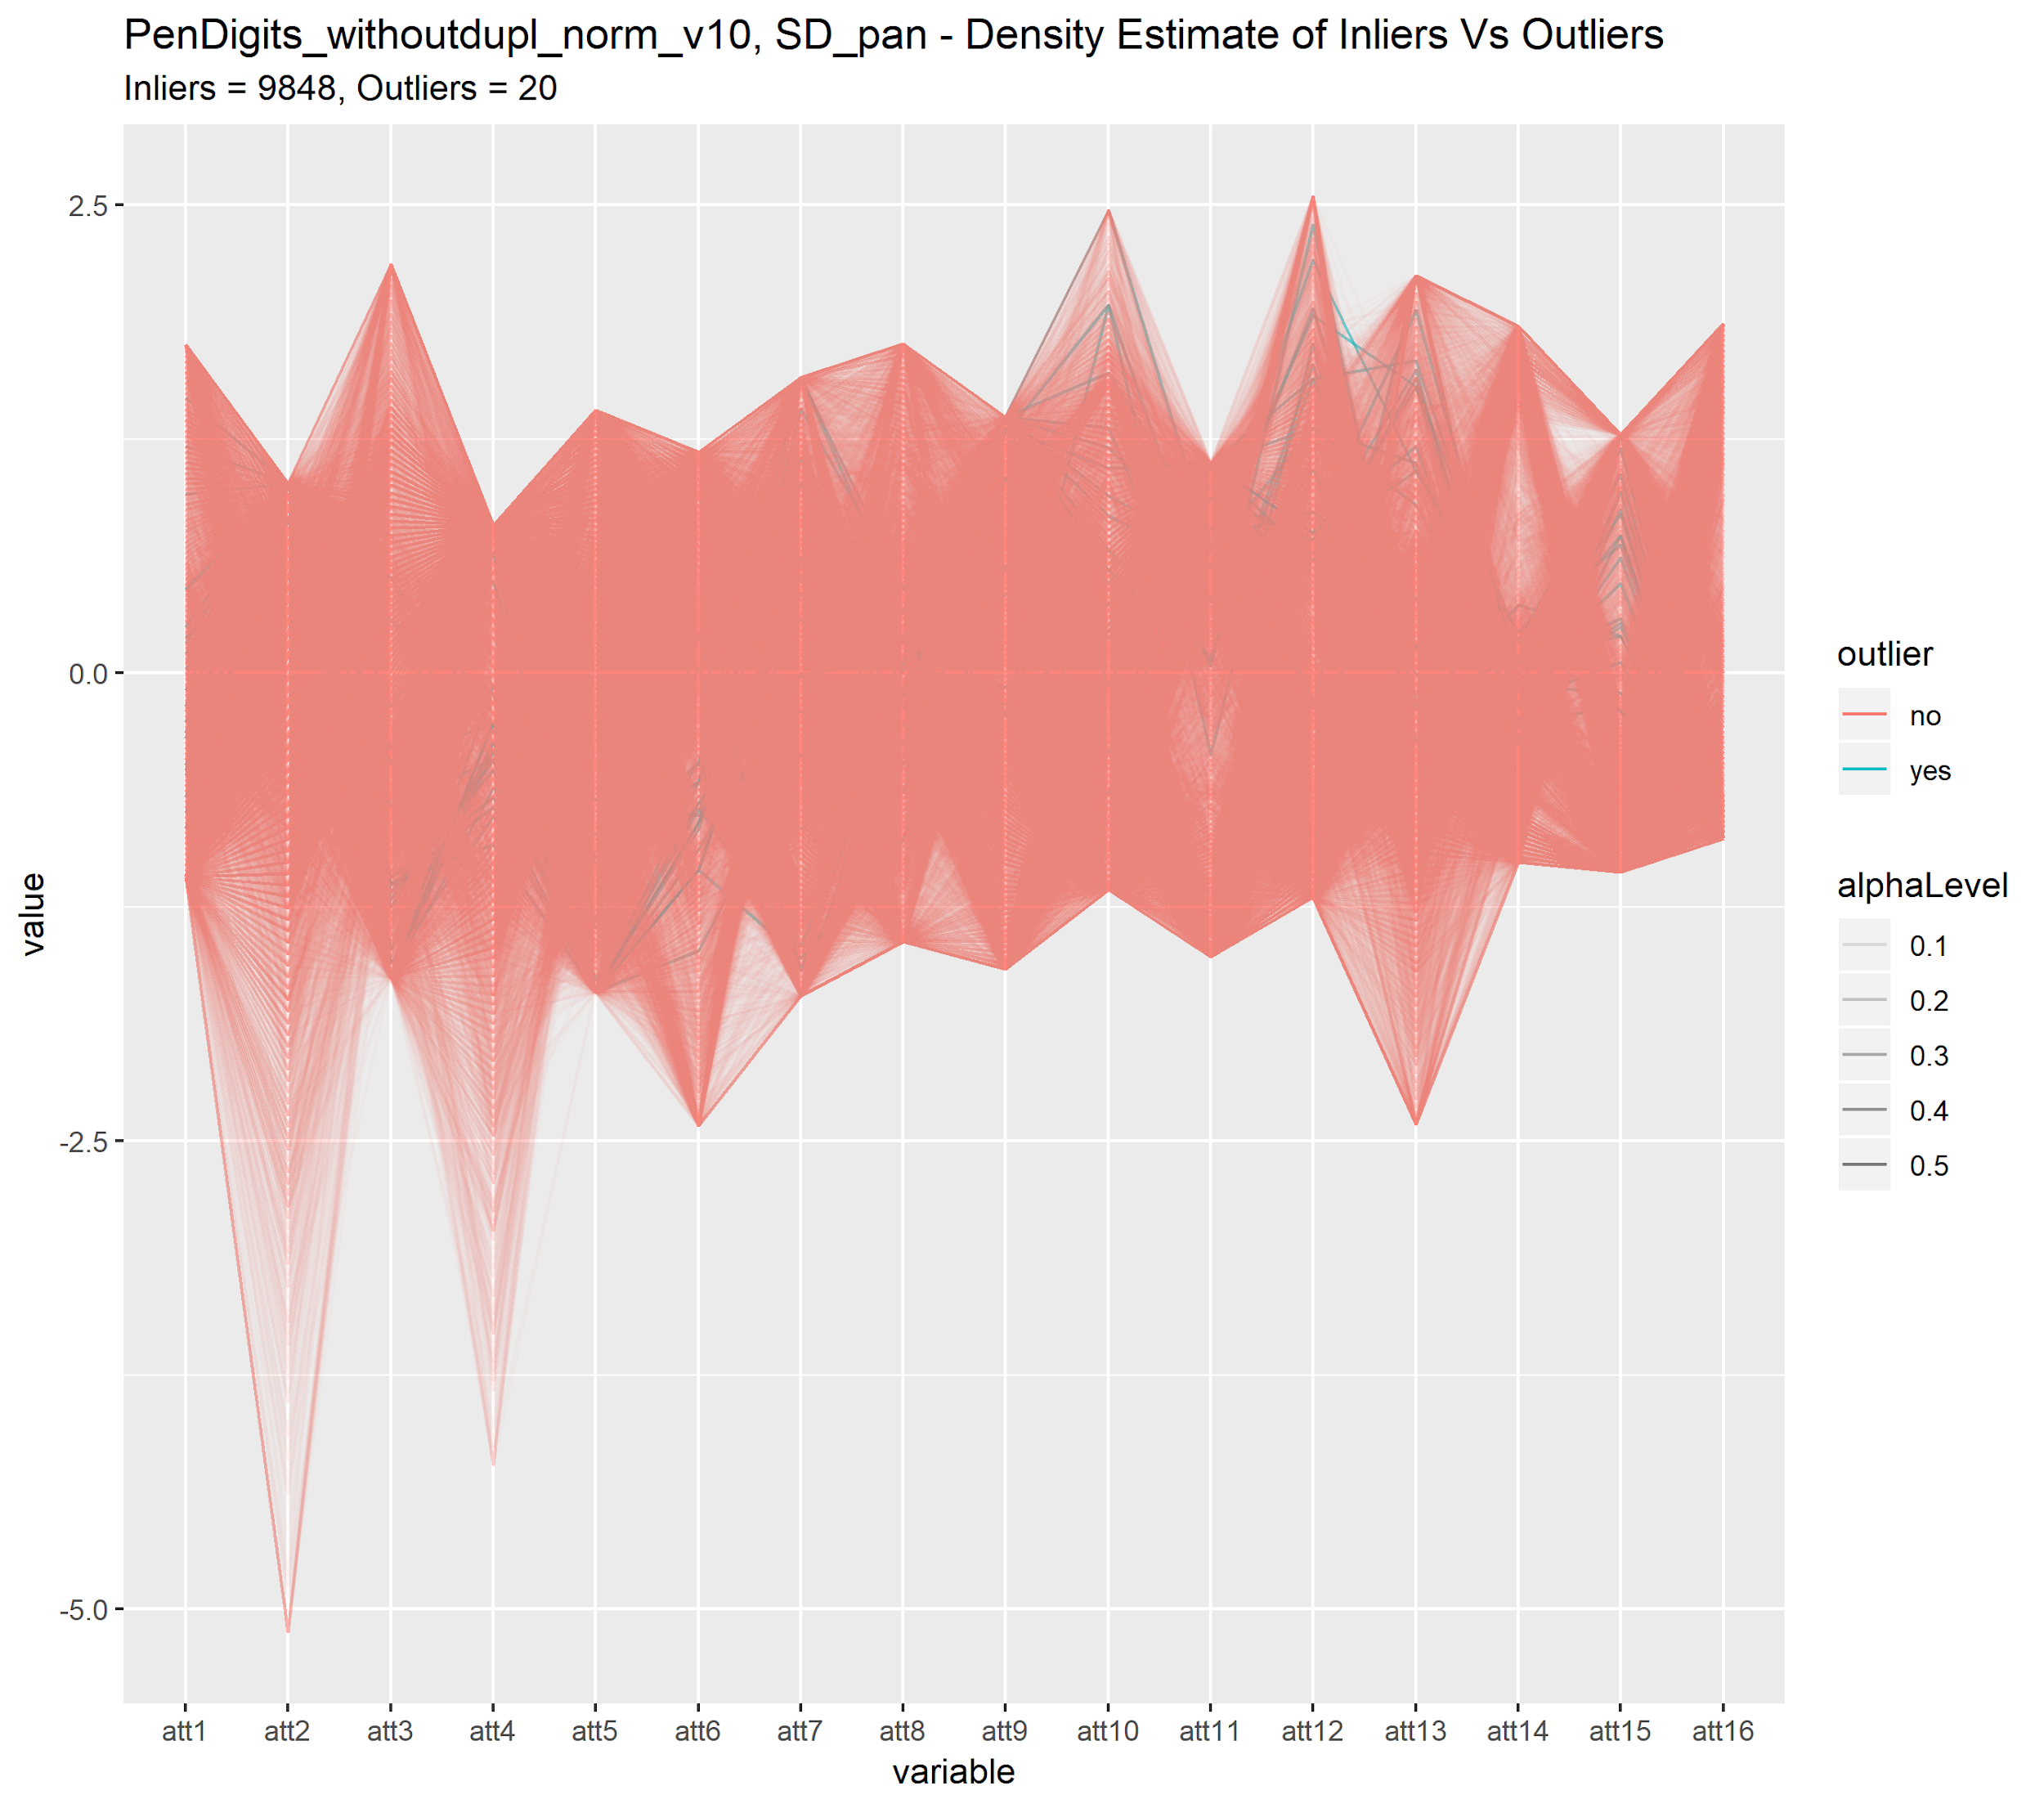 PenDigits_withoutdupl_norm_v10, SD_pan - Density Estimate of Inliers Vs Outliers
Inliers = 9848, Outliers = 20
2.5
0.0
-2.5
-5.0
value
att1 att2 att3 att4 att5 att6 att7 att8 att9 att10 att11 att12 att13 att14 att15 att16
variable
outlier
no
yes
alphaLevel
0.1
0.2
0.3
0.4
0.5